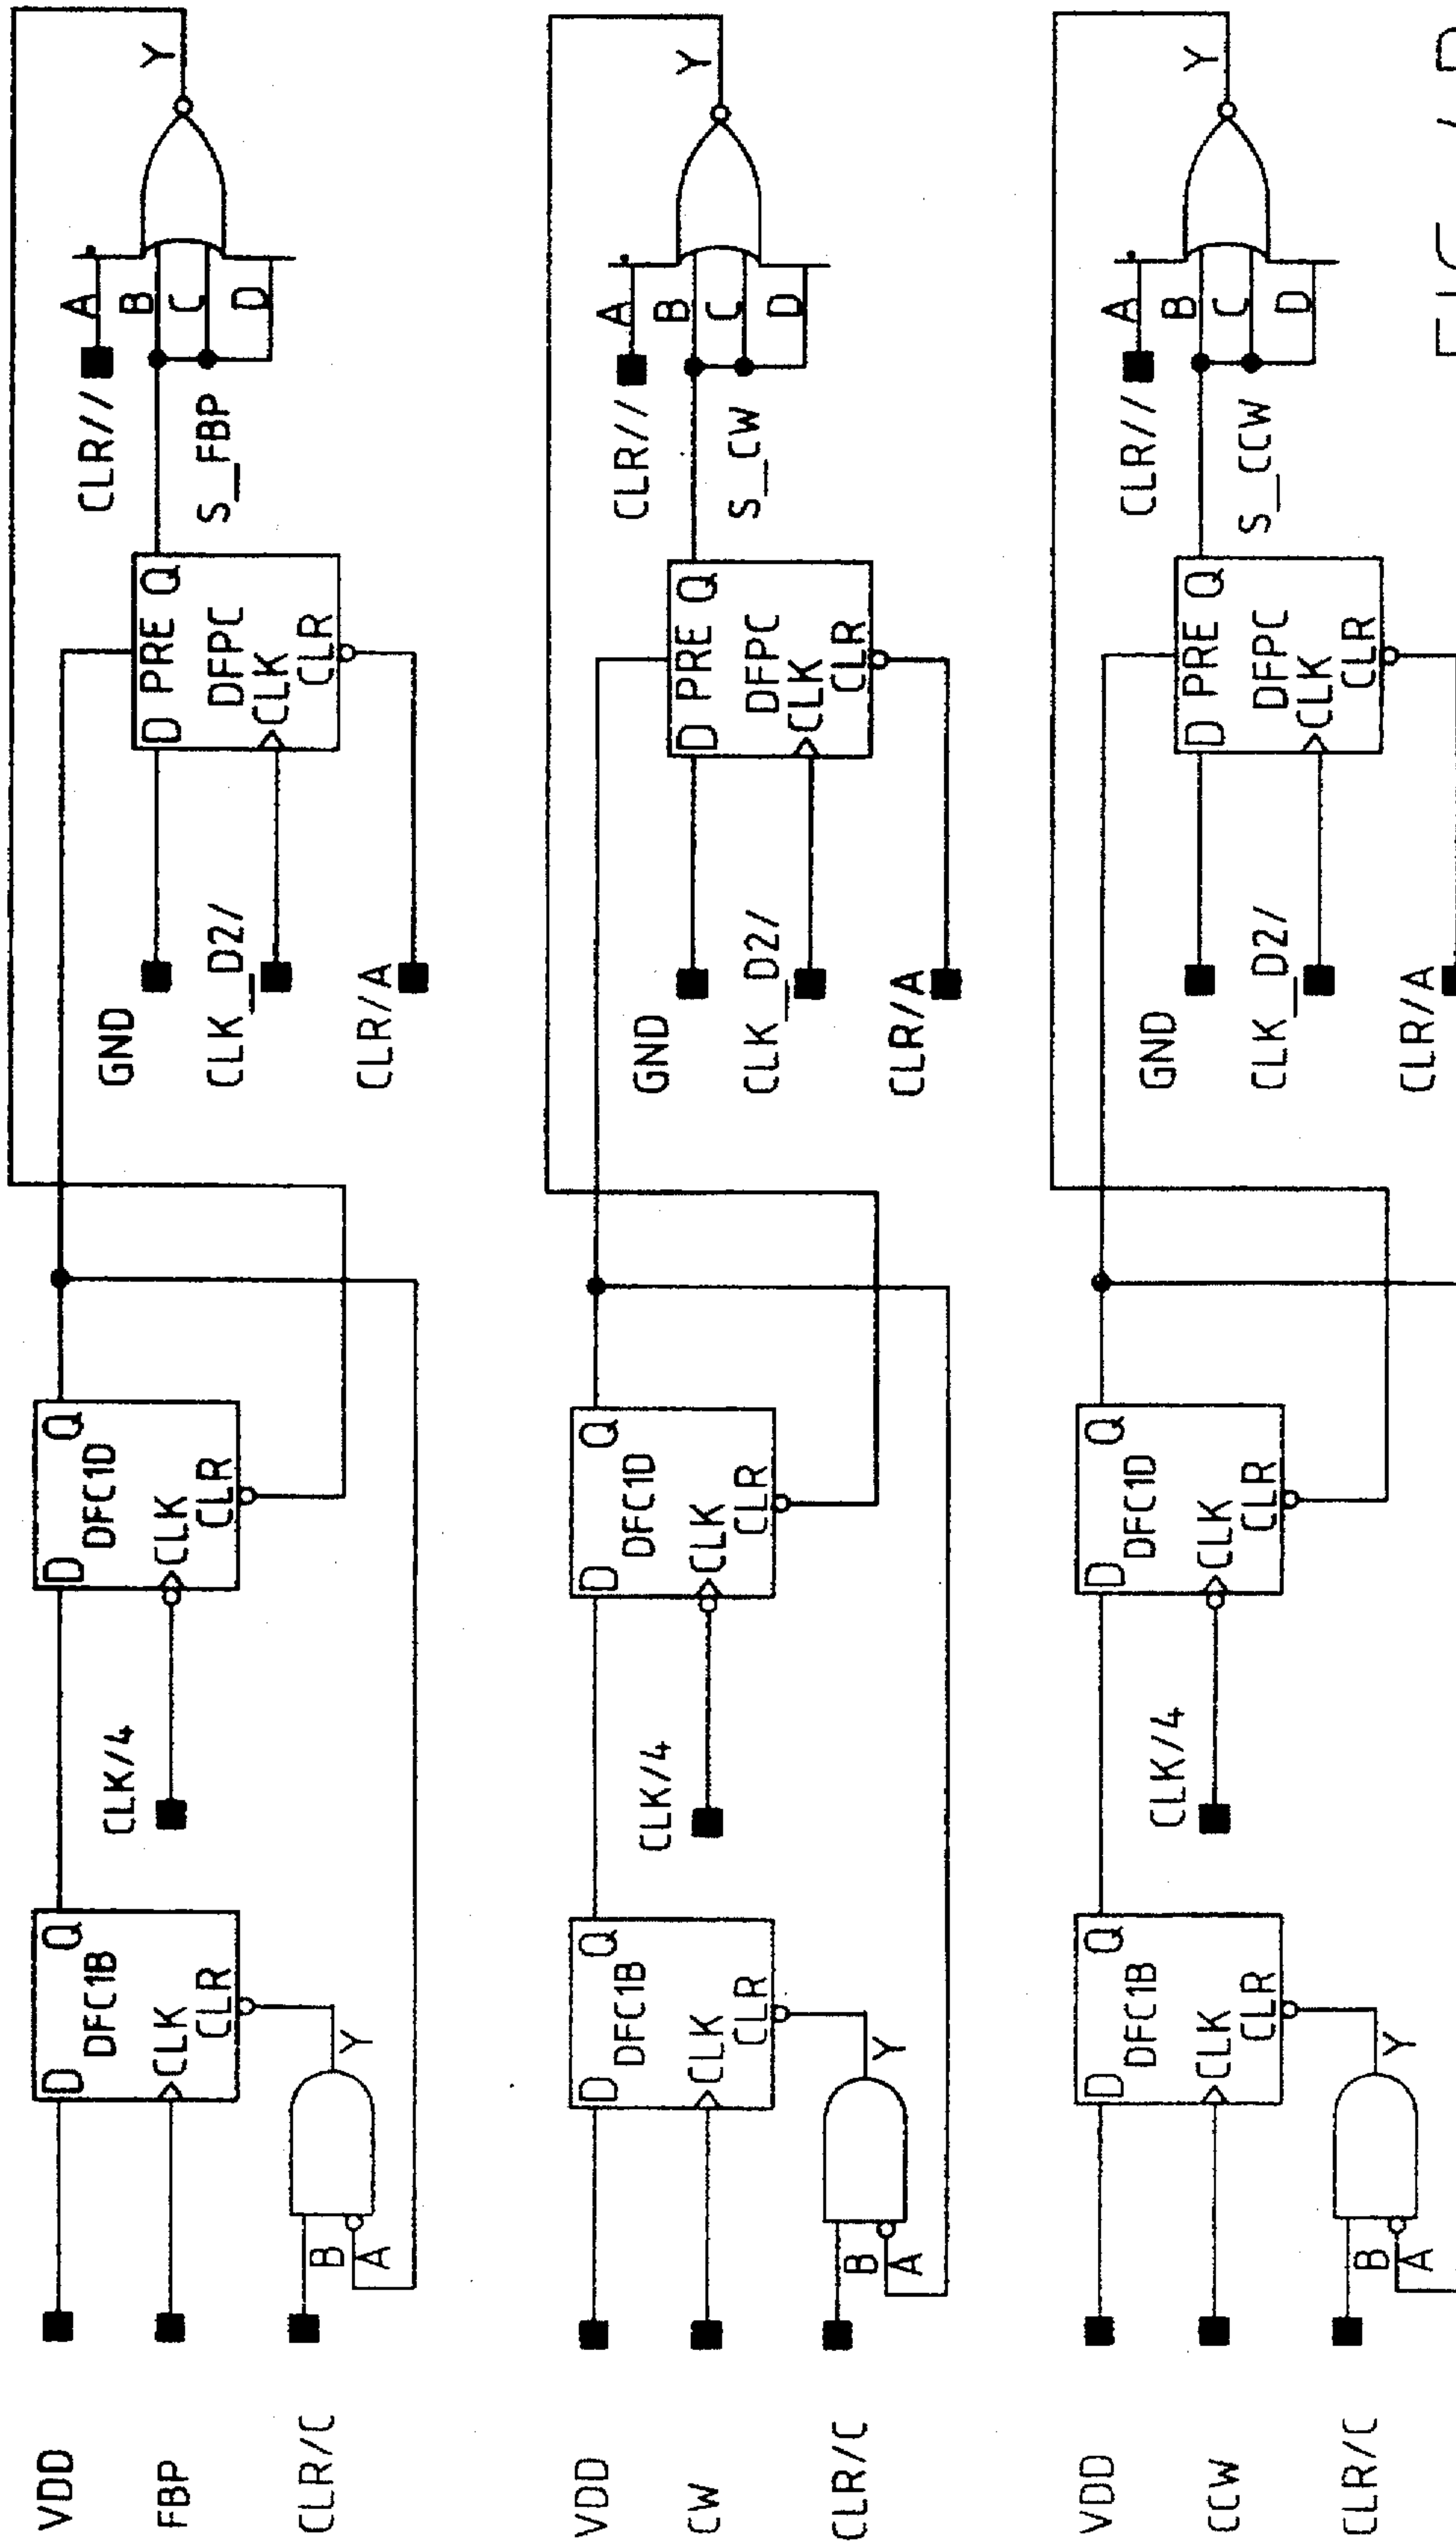 VDD
FBP
CLR/C
B
A
Y
D
Q
DFC1B
CLK
CLR
CLK/4
D
Q
DFC1D
CLK
CLR
GND
CLK_D2/
CLR/A
D PRE Q
DFPC
CLK
CLR
S_FBP
CLR//
A
B
C
D
Y
VDD
CW
CLR/C
B
A
Y
D
Q
DFC1B
CLK
CLR
CLK/4
D
Q
DFC1D
CLK
CLR
GND
CLK_D2/
CLR/A
D PRE Q
DFPC
CLK
CLR
S_CW
CLR//
A
B
C
D
Y
VDD
CCW
CLR/C
B
A
Y
D
Q
DFC1B
CLK
CLR
CLK/4
D
Q
DFC1D
CLK
CLR
GND
CLK_D2/
CLR/A
D PRE Q
DFPC
CLK
CLR
S_CCW
CLR//
A
B
C
D
Y